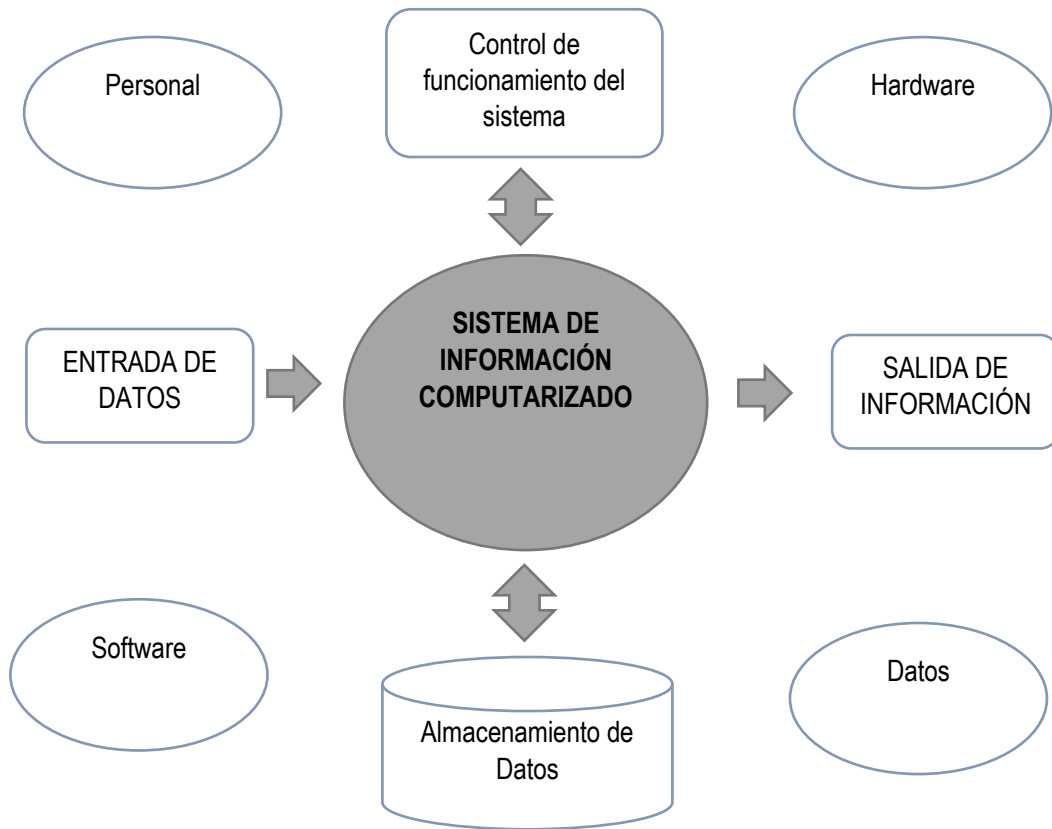 Personal
Control de
funcionamiento del
sistema
Hardware
ENTRADA DE
DATOS
SISTEMA DE
INFORMACIÓN
COMPUTARIZADO
SALIDA DE
INFORMACIÓN
Software
Almacenamiento de
Datos
Datos